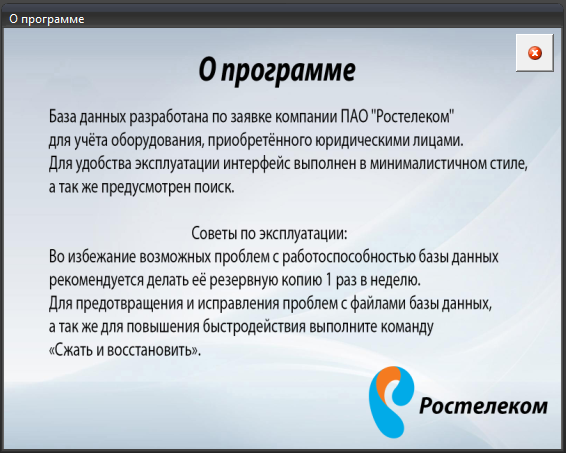 О программе
О программе
База данных разработана по заявке компании ПАО "Ростелеком"
для учёта оборудования, приобретённого юридическими лицами.
Для удобства эксплуатации интерфейс выполнен в минималистичном стиле,
а так же предусмотрен поиск.
Советы по эксплуатации:
Во избежание возможных проблем с работоспособностью базы данных
рекомендуется делать её резервную копию 1 раз в неделю.
Для предотвращения и исправления проблем с файлами базы данных,
а так же для повышения быстродействия выполните команду
«Сжать и восстановить».
Ростелеком